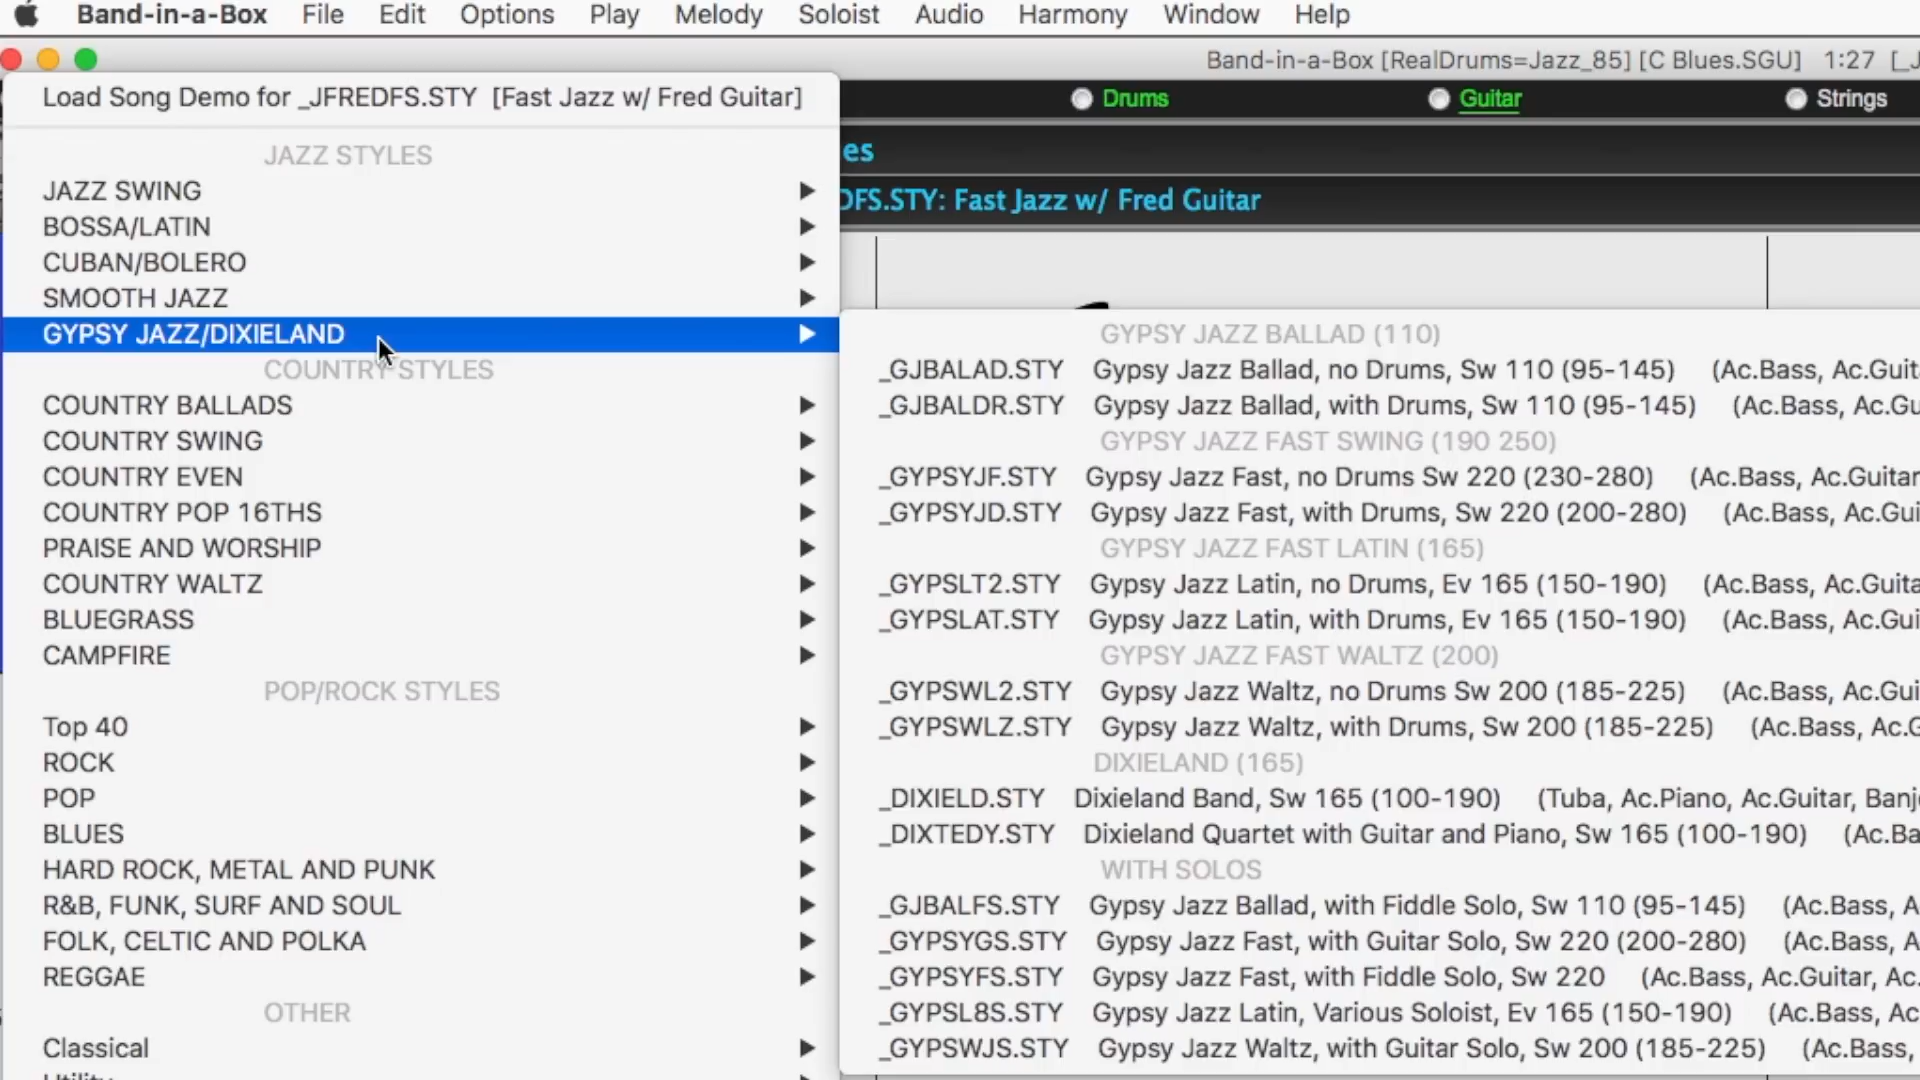 Band-in-a-Box File Edit Options Play Melody Soloist Audio Harmony Window Help
Band-in-a-Box [RealDrums=Jazz_85] [C Blues.SGU] 1:27 [_J
Load Song Demo for _JFREDFS.STY [Fast Jazz w/ Fred Guitar]
Drums Guitar Strings
es
DFS.STY: Fast Jazz w/ Fred Guitar
JAZZ STYLES
JAZZ SWING
BOSSA/LATIN
CUBAN/BOLERO
SMOOTH JAZZ
GYPSY JAZZ/DIXIELAND
COUNTRY STYLES
COUNTRY BALLADS
COUNTRY SWING
COUNTRY EVEN
COUNTRY POP 16THS
PRAISE AND WORSHIP
COUNTRY WALTZ
BLUEGRASS
CAMPFIRE
POP/ROCK STYLES
Top 40
ROCK
POP
BLUES
HARD ROCK, METAL AND PUNK
R&B, FUNK, SURF AND SOUL
FOLK, CELTIC AND POLKA
REGGAE
OTHER
Classical
GYPSY JAZZ BALLAD (110)
_GJBALAD.STY Gypsy Jazz Ballad, no Drums, Sw 110 (95-145) (Ac.Bass, Ac.Guita
_GJBALDR.STY Gypsy Jazz Ballad, with Drums, Sw 110 (95-145) (Ac.Bass, Ac.Gu
GYPSY JAZZ FAST SWING (190 250)
_GYPSYJF.STY Gypsy Jazz Fast, no Drums Sw 220 (230-280) (Ac.Bass, Ac.Guitar
_GYPSYJD.STY Gypsy Jazz Fast, with Drums, Sw 220 (200-280) (Ac.Bass, Ac.Gui
GYPSY JAZZ FAST LATIN (165)
_GYPSLT2.STY Gypsy Jazz Latin, no Drums, Ev 165 (150-190) (Ac.Bass, Ac.Guita
_GYPSLAT.STY Gypsy Jazz Latin, with Drums, Ev 165 (150-190) (Ac.Bass, Ac.Gui
GYPSY JAZZ FAST WALTZ (200)
_GYPSWL2.STY Gypsy Jazz Waltz, no Drums Sw 200 (185-225) (Ac.Bass, Ac.Gui
_GYPSWLZ.STY Gypsy Jazz Waltz, with Drums, Sw 200 (185-225) (Ac.Bass, Ac.G
DIXIELAND (165)
_DIXIELD.STY Dixieland Band, Sw 165 (100-190) (Tuba, Ac.Piano, Ac.Guitar, Banj
_DIXTEDY.STY Dixieland Quartet with Guitar and Piano, Sw 165 (100-190) (Ac.Ba
WITH SOLOS
_GJBALFS.STY Gypsy Jazz Ballad, with Fiddle Solo, Sw 110 (95-145) (Ac.Bass, A
_GYPSYGS.STY Gypsy Jazz Fast, with Guitar Solo, Sw 220 (200-280) (Ac.Bass, A
_GYPSYFS.STY Gypsy Jazz Fast, with Fiddle Solo, Sw 220 (Ac.Bass, Ac.Guitar, Ac.
_GYPSL8S.STY Gypsy Jazz Latin, Various Soloist, Ev 165 (150-190) (Ac.Bass, Ac
_GYPSWJS.STY Gypsy Jazz Waltz, with Guitar Solo, Sw 200 (185-225) (Ac.Bass,